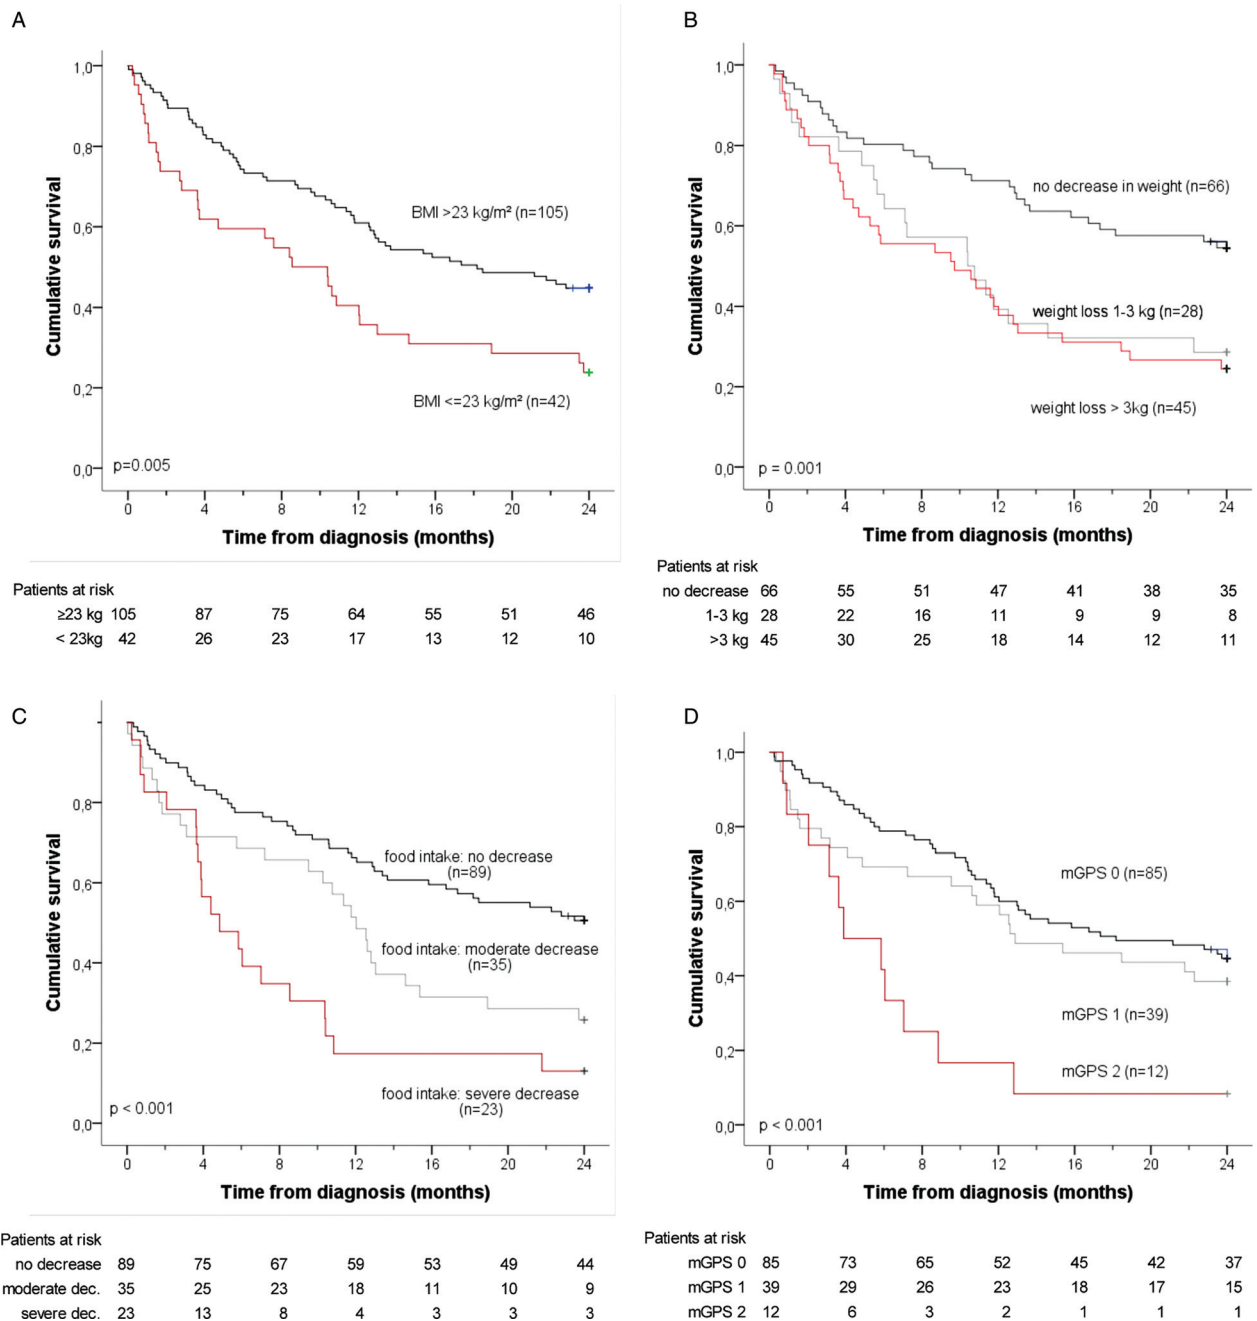 A
1,0
0,8
0,6
0,4
0,2
0,0
Cumulative survival
BMI >23 kg/m² (n=105)
BMI <=23 kg/m² (n=42)
p=0.005
0 4 8 12 16 20 24
Time from diagnosis (months)
Patients at risk
≥23 kg 105 87 75 64 55 51 46
< 23kg 42 26 23 17 13 12 10
B
1,0
0,8
0,6
0,4
0,2
0,0
Cumulative survival
no decrease in weight (n=66)
weight loss 1-3 kg (n=28)
weight loss > 3kg (n=45)
p = 0.001
0 4 8 12 16 20 24
Time from diagnosis (months)
Patients at risk
no decrease 66 55 51 47 41 38 35
1-3 kg 28 22 16 11 9 9 8
>3 kg 45 30 25 18 14 12 11
C
0,8
0,6
0,4
0,2
0,0
Cumulative survival
food intake: no decrease
(n=89)
food intake: moderate decrease
(n=35)
food intake: severe decrease
(n=23)
p < 0.001
0 4 8 12 16 20 24
Time from diagnosis (months)
Patients at risk
no decrease 89 75 67 59 53 49 44
moderate dec. 35 25 23 18 11 10 9
severe dec. 23 13 8 4 3 3 3
D
1,0
0,8
0,6
0,4
0,2
0,0
Cumulative survival
mGPS 0 (n=85)
mGPS 1 (n=39)
mGPS 2 (n=12)
p < 0.001
0 4 8 12 16 20 24
Time from diagnosis (months)
Patients at risk
mGPS 0 85 73 65 52 45 42 37
mGPS 1 39 29 26 23 18 17 15
mGPS 2 12 6 3 2 1 1 1